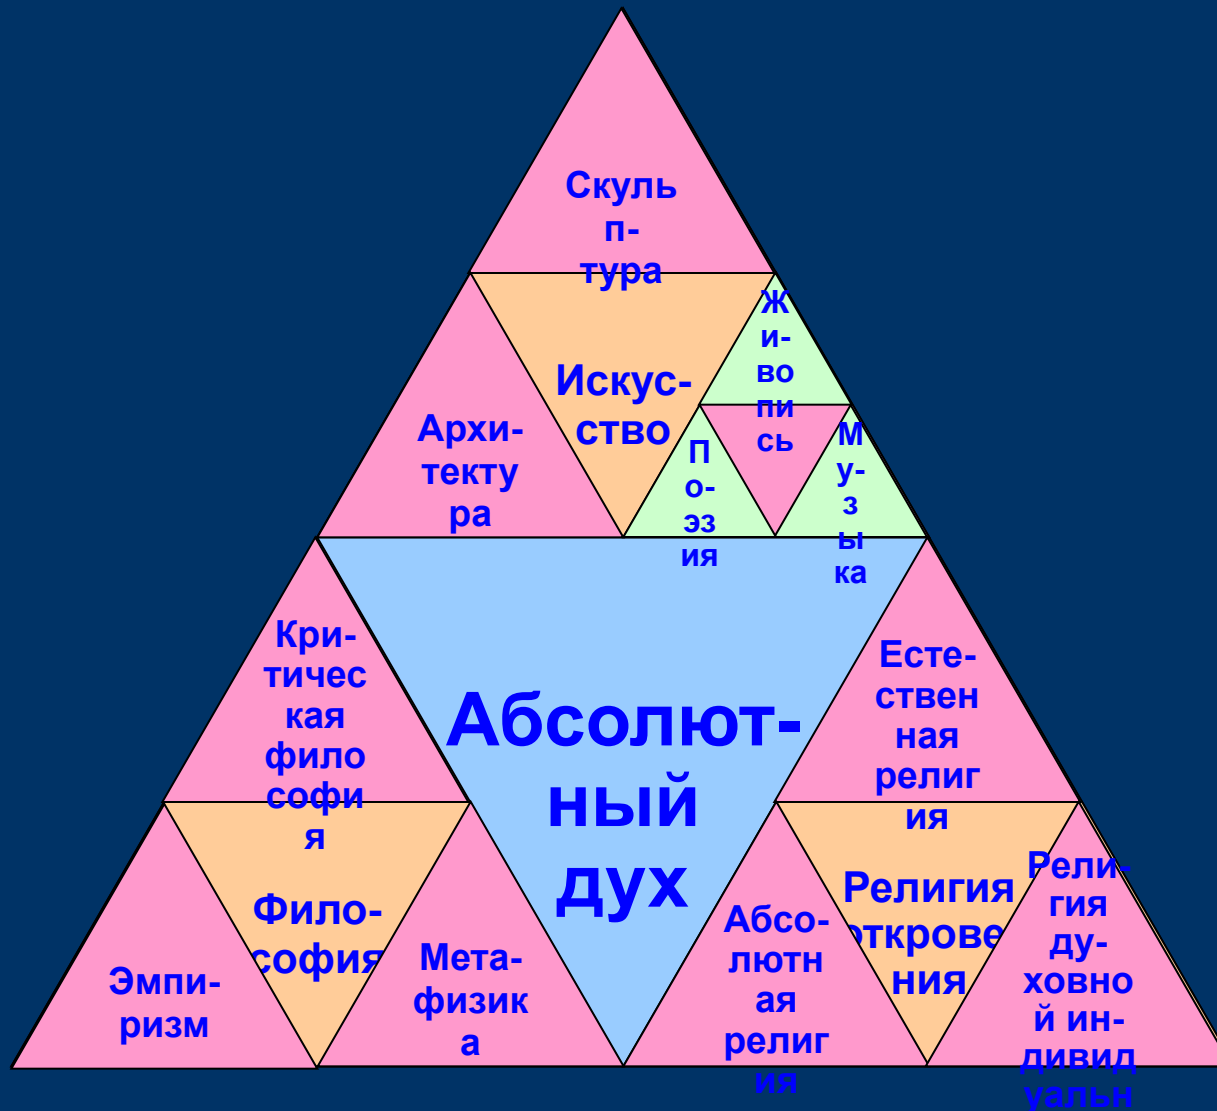 Скуль
п-
тура
Искус-
ство
Архи-
текту
ра
Ж
и-
во
пи
сь
П
о-
эз
ия
М
у-
з
ы
ка
Абсолют-
ный
дух
Кри-
тичес
кая
фило
софи
я
Фило-
софия
Эмпи-
ризм
Мета-
физик
а
Есте-
ствен
ная
религ
ия
Религия
открове
ния
Абсо-
лютн
ая
религ
ия
Рели-
гия
ду-
ховно
й ин-
дивид
уальн